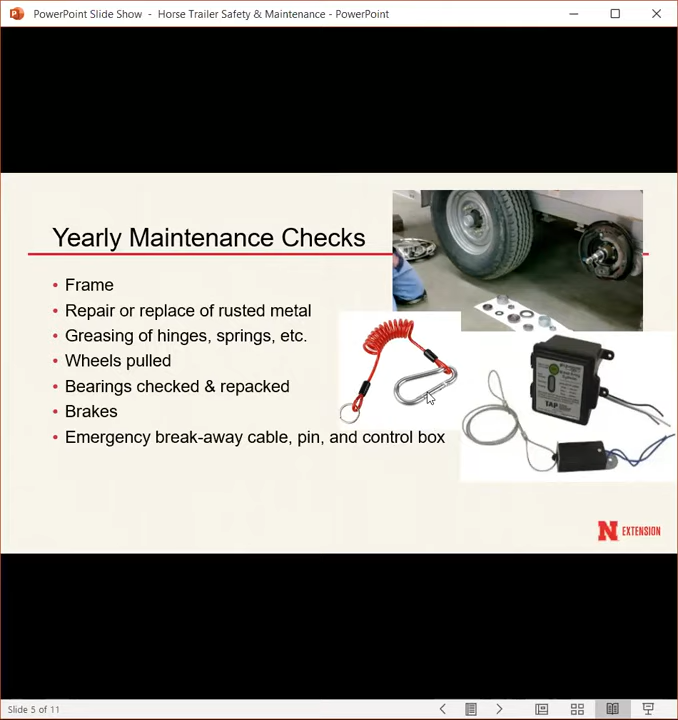 PowerPoint Slide Show - Horse Trailer Safety & Maintenance - PowerPoint
Yearly Maintenance Checks
• Frame
• Repair or replace of rusted metal
• Greasing of hinges, springs, etc.
• Wheels pulled
• Bearings checked & repacked
• Brakes
• Emergency break-away cable, pin, and control box
TAP
N EXTENSION
Slide 5 of 11